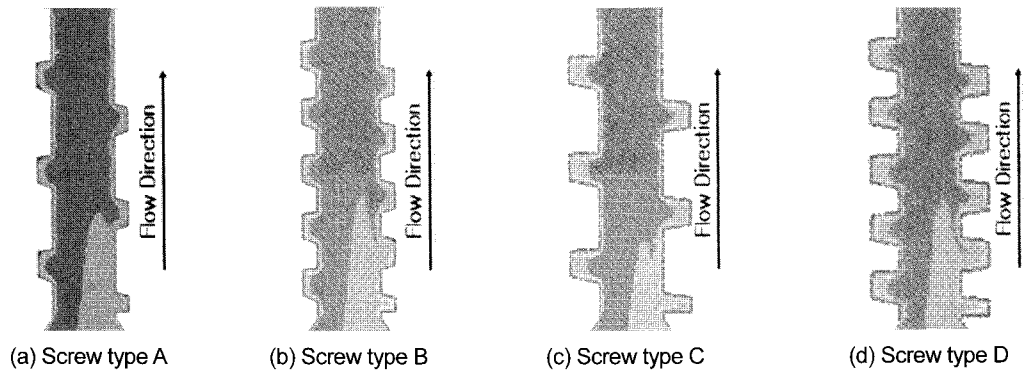 Flow Direction
Flow Direction
Flow Direction
Flow Direction
(a) Screw type A
(b) Screw type B
(c) Screw type C
(d) Screw type D